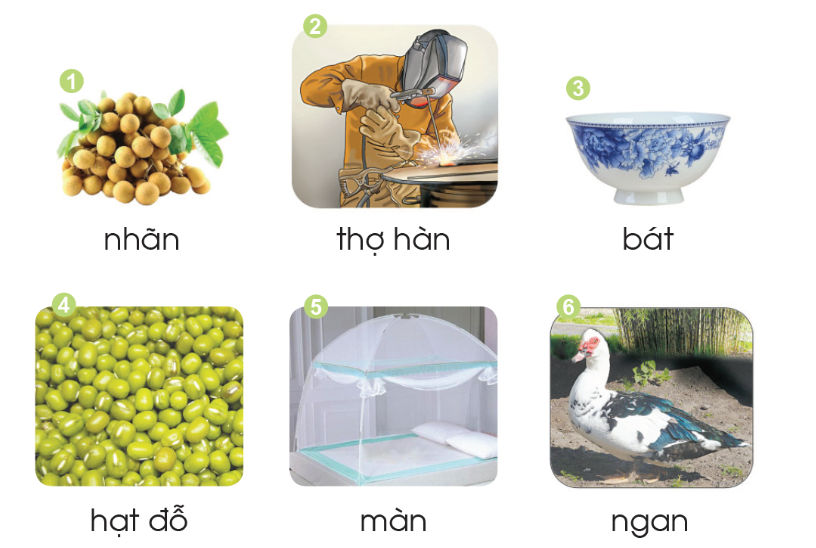 1
2
3
nhãn
thợ hàn
bát
4
5
6
hạt đỗ
màn
ngan